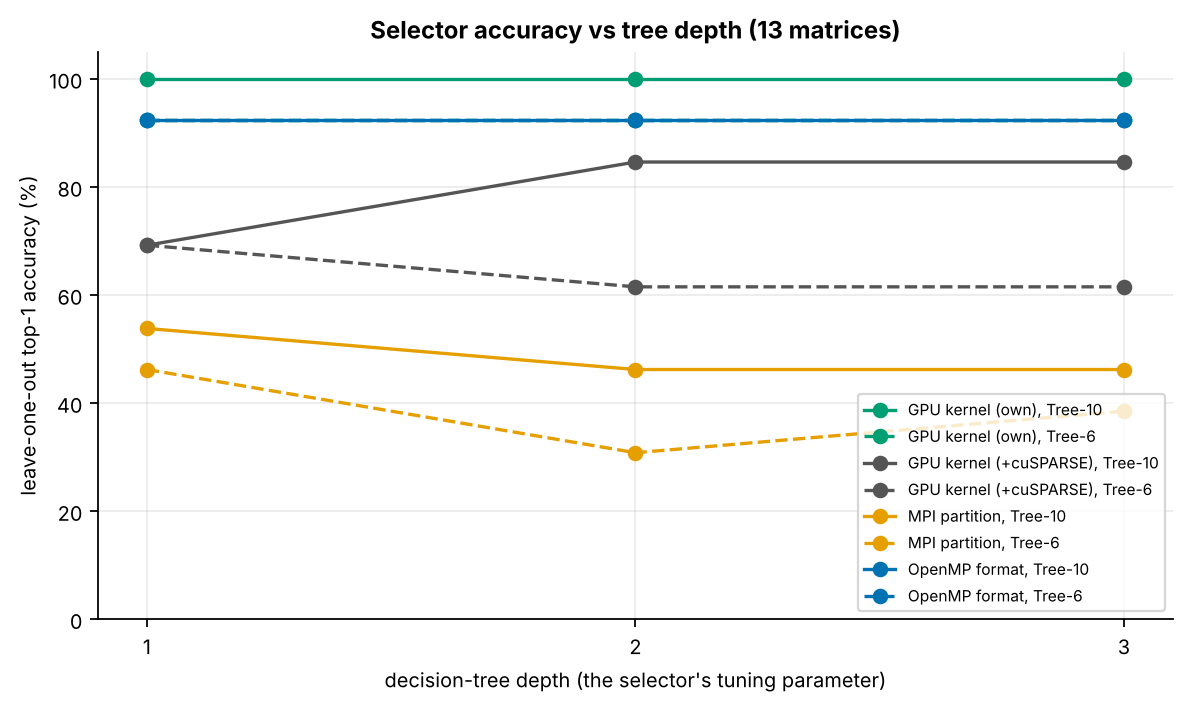 Selector accuracy vs tree depth (13 matrices)
leave-one-out top-1 accuracy (%)
100
80
60
40
20
0
GPU kernel (own), Tree-10
GPU kernel (own), Tree-6
GPU kernel (+cuSPARSE), Tree-10
GPU kernel (+cuSPARSE), Tree-6
MPI partition, Tree-10
MPI partition, Tree-6
OpenMP format, Tree-10
OpenMP format, Tree-6
1 2 3
decision-tree depth (the selector's tuning parameter)